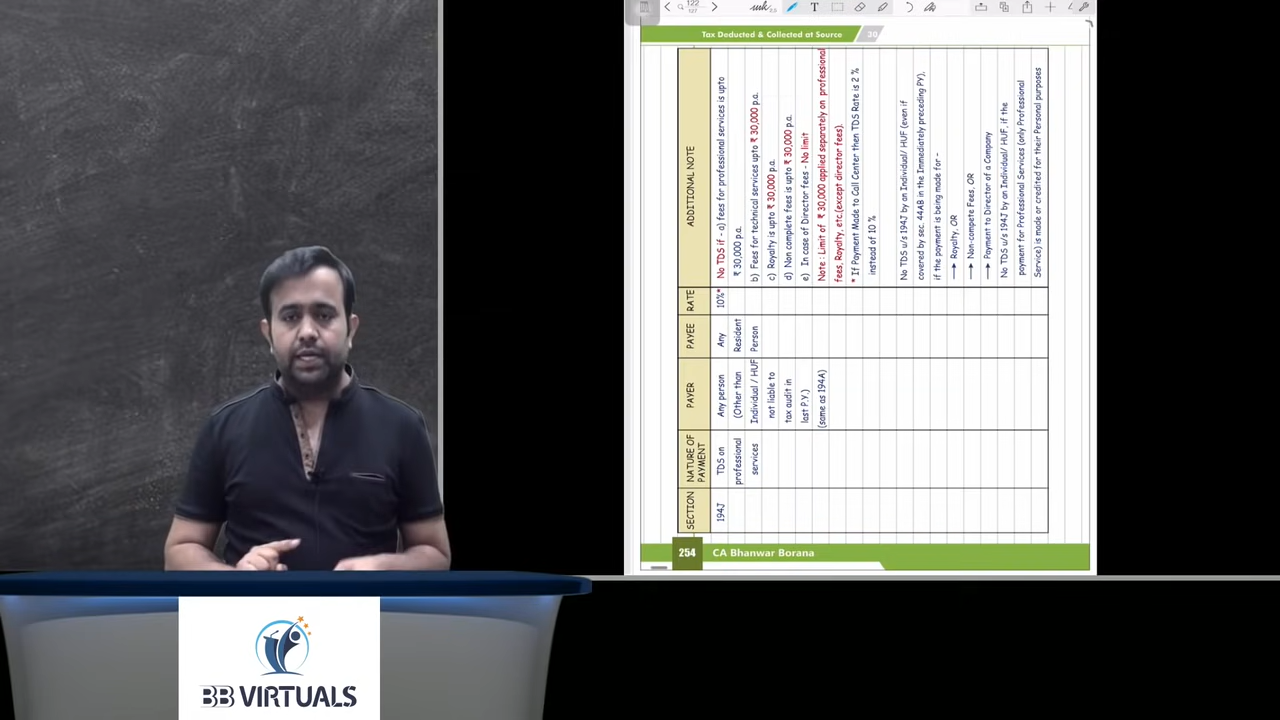 122
127
2.5
T
Tax Deducted & Collected at Source
30
SECTION
NATURE OF PAYMENT
PAYER
PAYEE
RATE
ADDITIONAL NOTE
194J
TDS on
professional
services
Any person
(Other than
Individual / HUF
not liable to
tax audit in
last P.Y.)
(same as 194A)
Any
Resident
Person
10%*
No TDS if - a) fees for professional services is upto
₹ 30,000 p.a.
b) Fees for technical services upto ₹ 30,000 p.a.
c) Royalty is upto ₹ 30,000 p.a.
d) Non complete fees is upto ₹ 30,000 p.a.
e) In case of Director fees - No limit
Note : Limit of ₹ 30,000 applied separately on professional
fees, Royalty, etc.(except director fees).
* If Payment Made to Call Center then TDS Rate is 2 %
instead of 10 %
No TDS u/s 194J by an Individual/ HUF (even if
covered by sec. 44AB in the Immediately preceding PY),
if the payment is being made for -
→ Royalty, OR
→ Non-compete Fees, OR
→ Payment to Director of a Company
No TDS u/s 194J by an Individual/ HUF, if the
payment for Professional Services (only Professional
Service) is made or credited for their Personal purposes
254
CA Bhanwar Borana
BB VIRTUALS